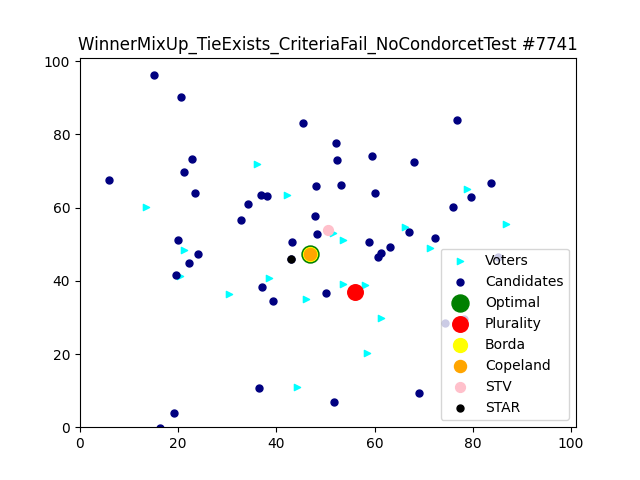 WinnerMixUp_TieExists_CriteriaFail_NoCondorcetTest #7741
100
80
60
40
20
0
0 20 40 60 80 100
Voters
Candidates
Optimal
Plurality
Borda
Copeland
STV
STAR